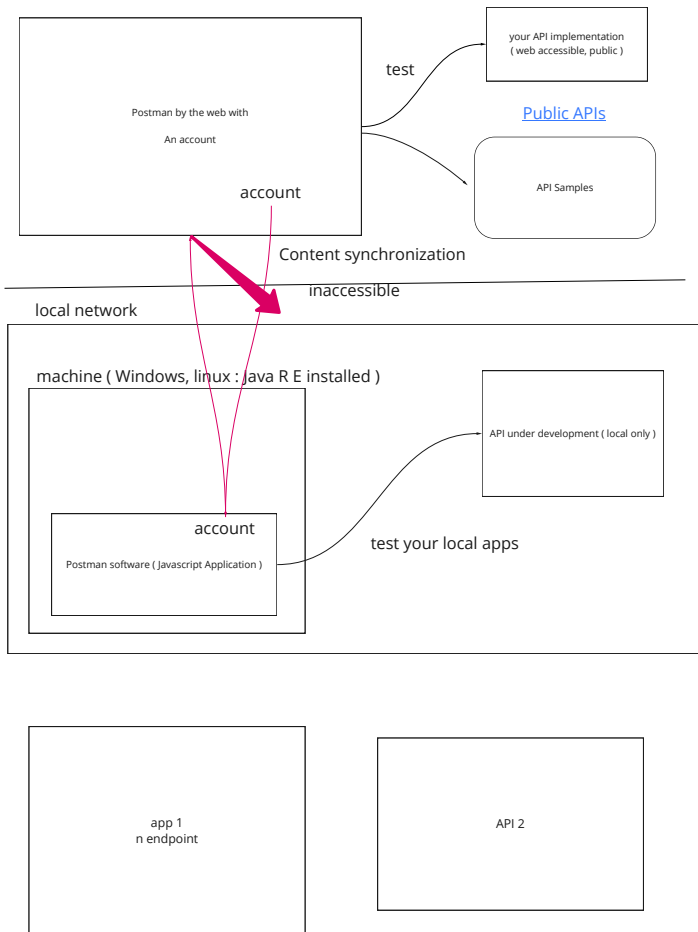 your API implementation
( web accessible, public )
test
Postman by the web with
An account
Public APIs
API Samples
account
Content synchronization
inaccessible
local network
machine ( Windows, linux : Java R E installed )
API under development ( local only )
account
test your local apps
Postman software ( Javascript Application )
app 1
n endpoint
API 2